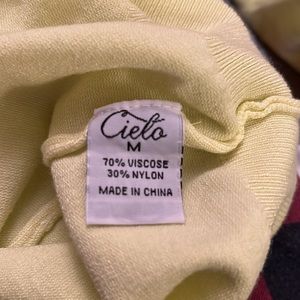 Cielo
M
70% VISCOSE
30% NYLON
MADE IN CHINA